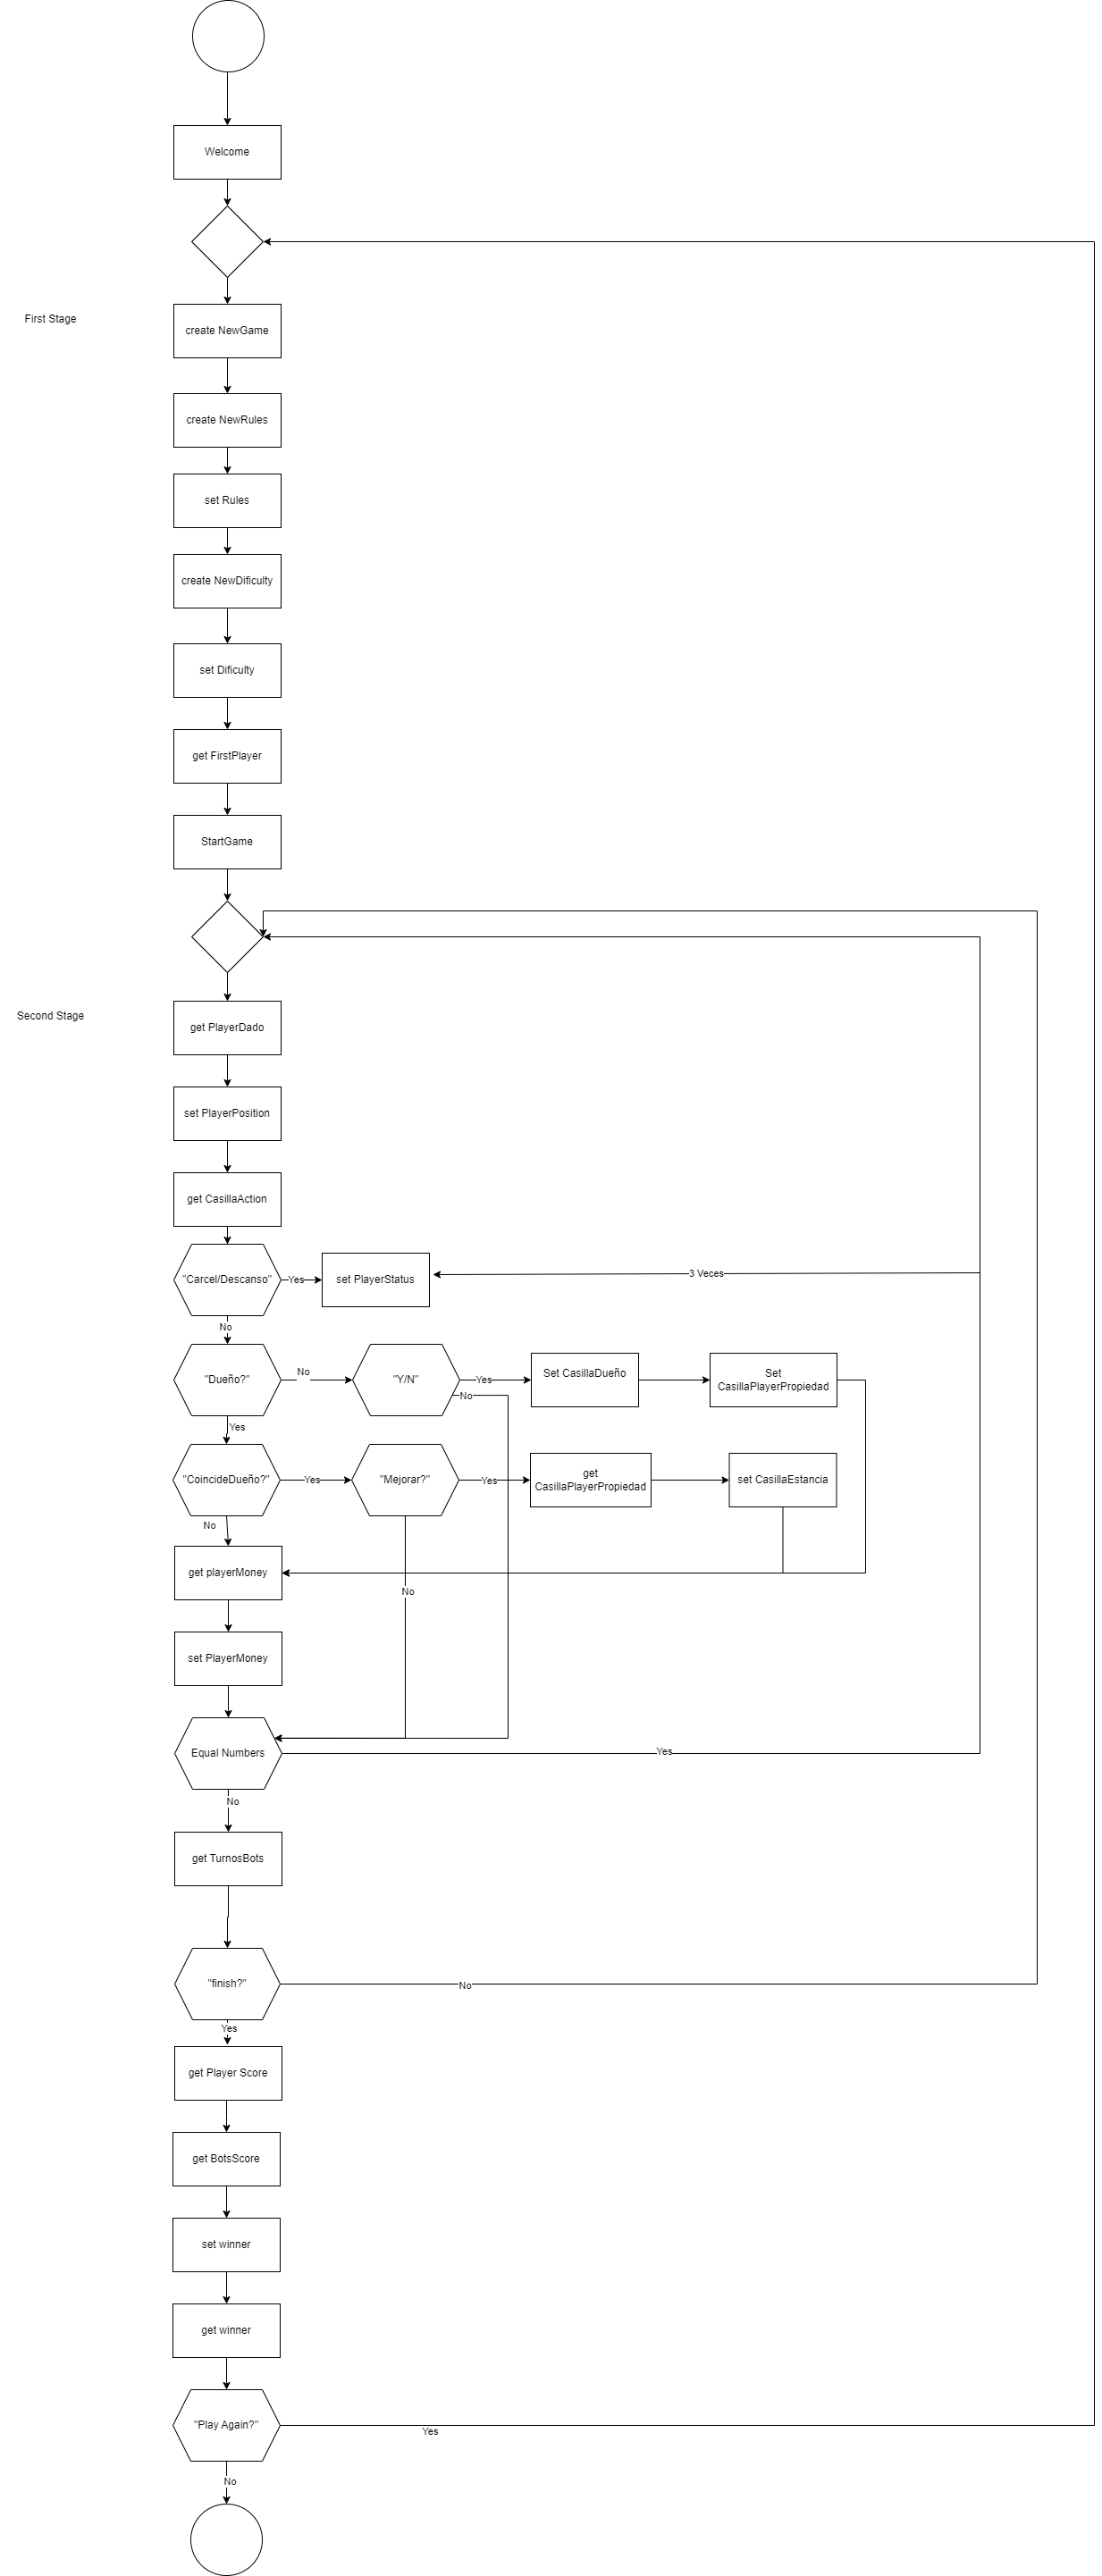 Welcome
First Stage
create NewGame
create NewRules
set Rules
create NewDificulty
set Dificulty
get FirstPlayer
StartGame
Second Stage
get PlayerDado
set PlayerPosition
get CasillaAction
"Carcel/Descanso"
Yes
set PlayerStatus
3 Veces
No
"Dueño?"
No
"Y/N"
Yes
Set CasillaDueño
Set
CasillaPlayerPropiedad
No
Yes
"CoincideDueño?"
Yes
"Mejorar?"
Yes
get
CasillaPlayerPropiedad
set CasillaEstancia
No
get playerMoney
No
set PlayerMoney
Equal Numbers
Yes
No
get TurnosBots
"finish?"
No
Yes
get Player Score
get BotsScore
set winner
get winner
"Play Again?"
Yes
No